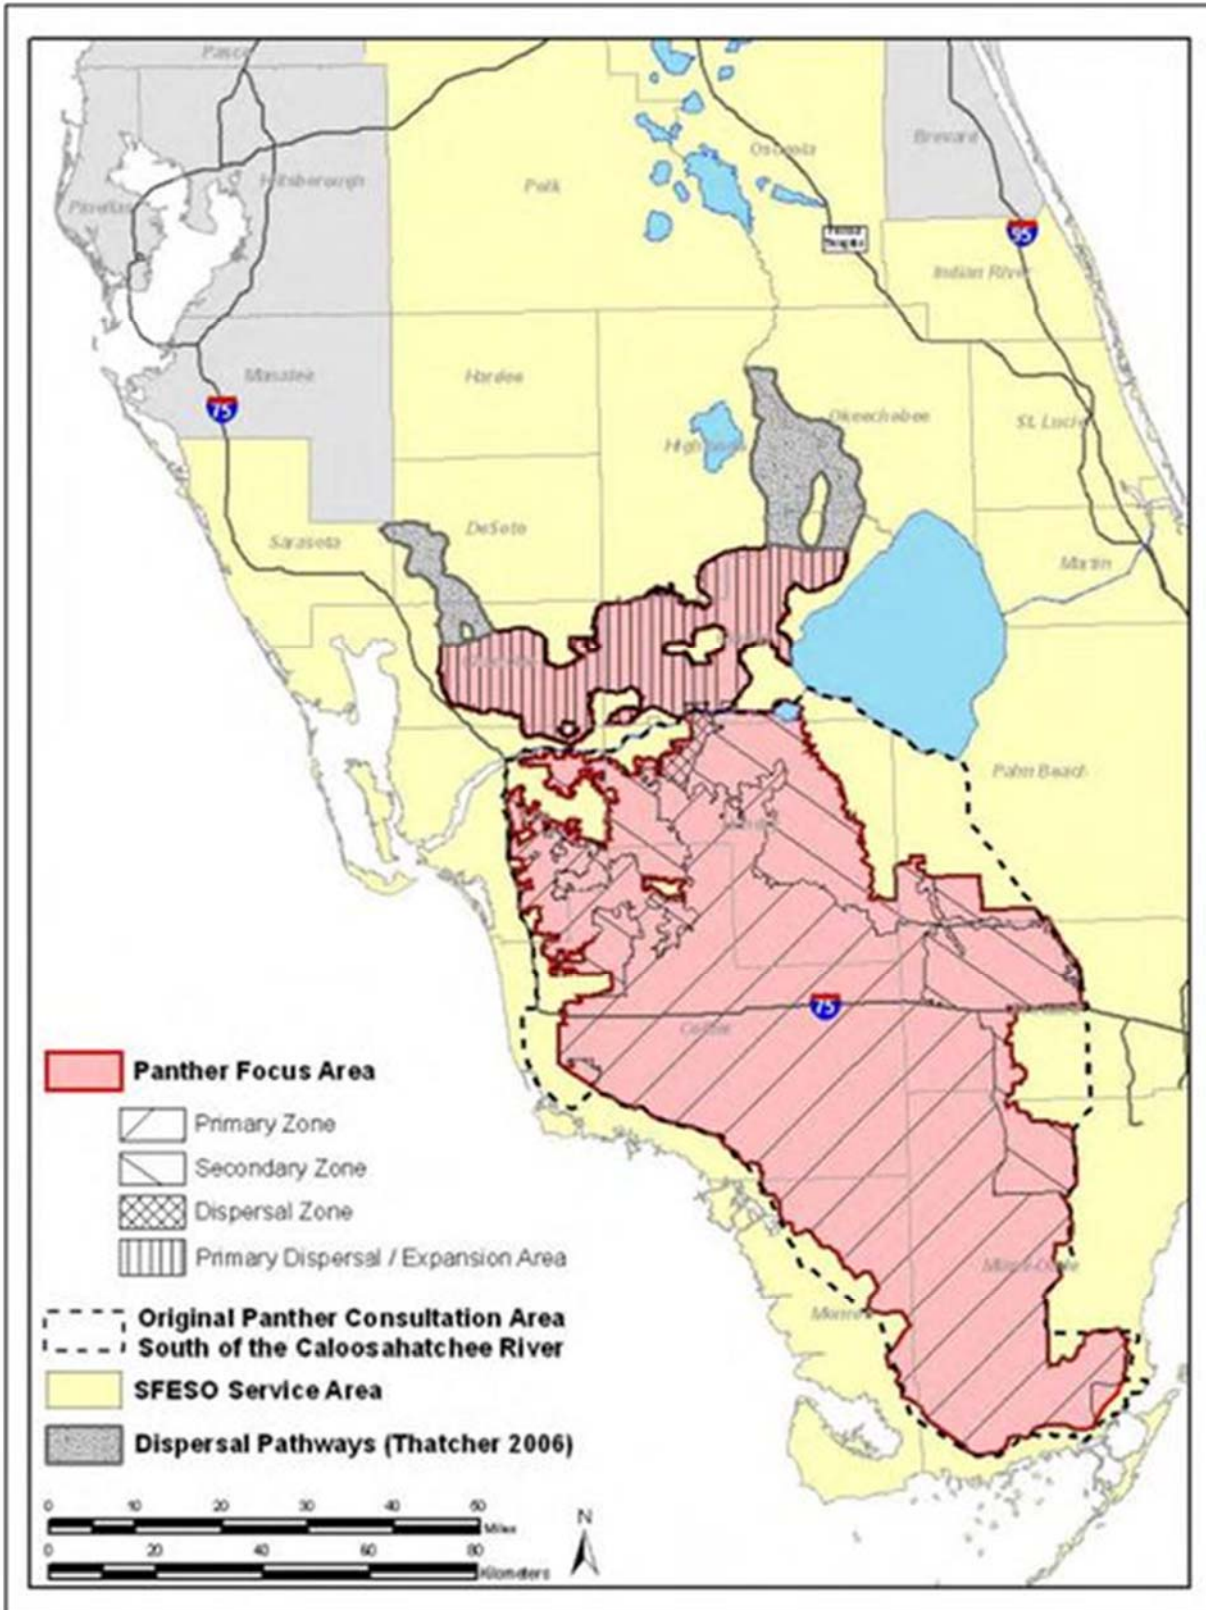 Pasco
Brevard
Osceola
Hillsborough
Polk
Pinellas
95
Indian River
Manatee
Hardee
75
Okeechobee
St. Lucie
Highlands
DeSoto
Sarasota
Martin
Palm Beach
75
Collier
Panther Focus Area
Primary Zone
Secondary Zone
Dispersal Zone
Primary Dispersal / Expansion Area
Miami-Dade
Monroe
Original Panther Consultation Area
South of the Caloosahatchee River
SFESO Service Area
Dispersal Pathways (Thatcher 2006)
0 10 20 30 40 50
Miles
N
0 20 40 60 80
Kilometers